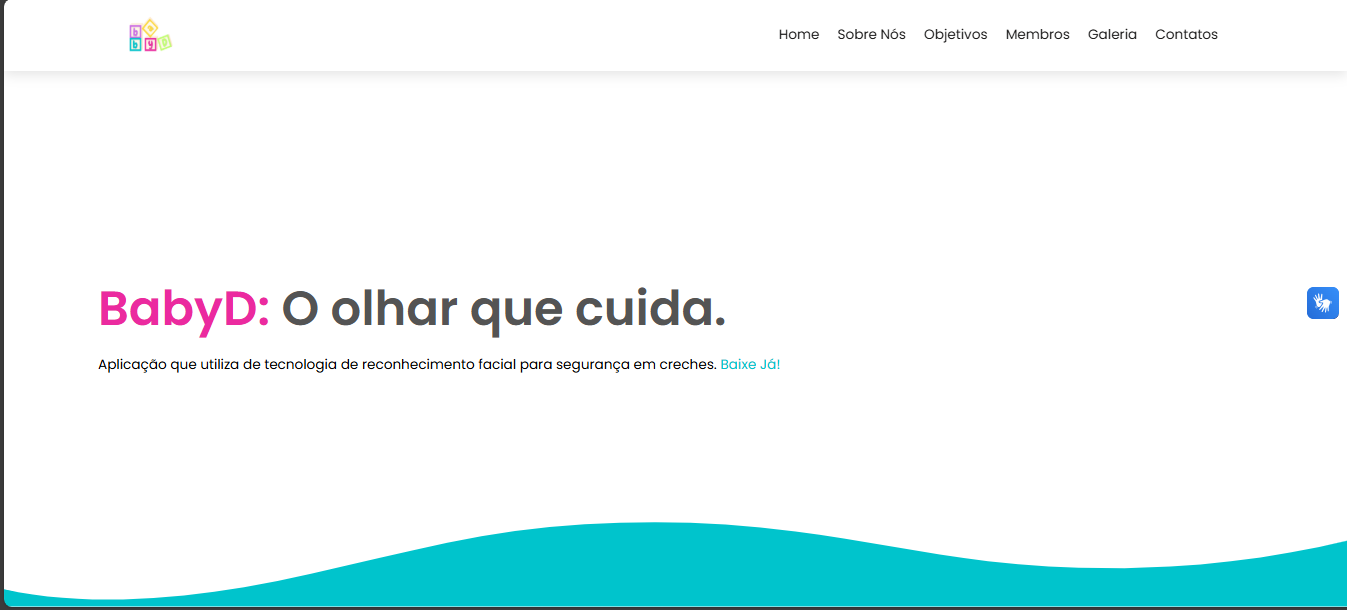 b a b y D
Home Sobre Nós Objetivos Membros Galeria Contatos
BabyD: O olhar que cuida.
Aplicação que utiliza de tecnologia de reconhecimento facial para segurança em creches. Baixe Já!